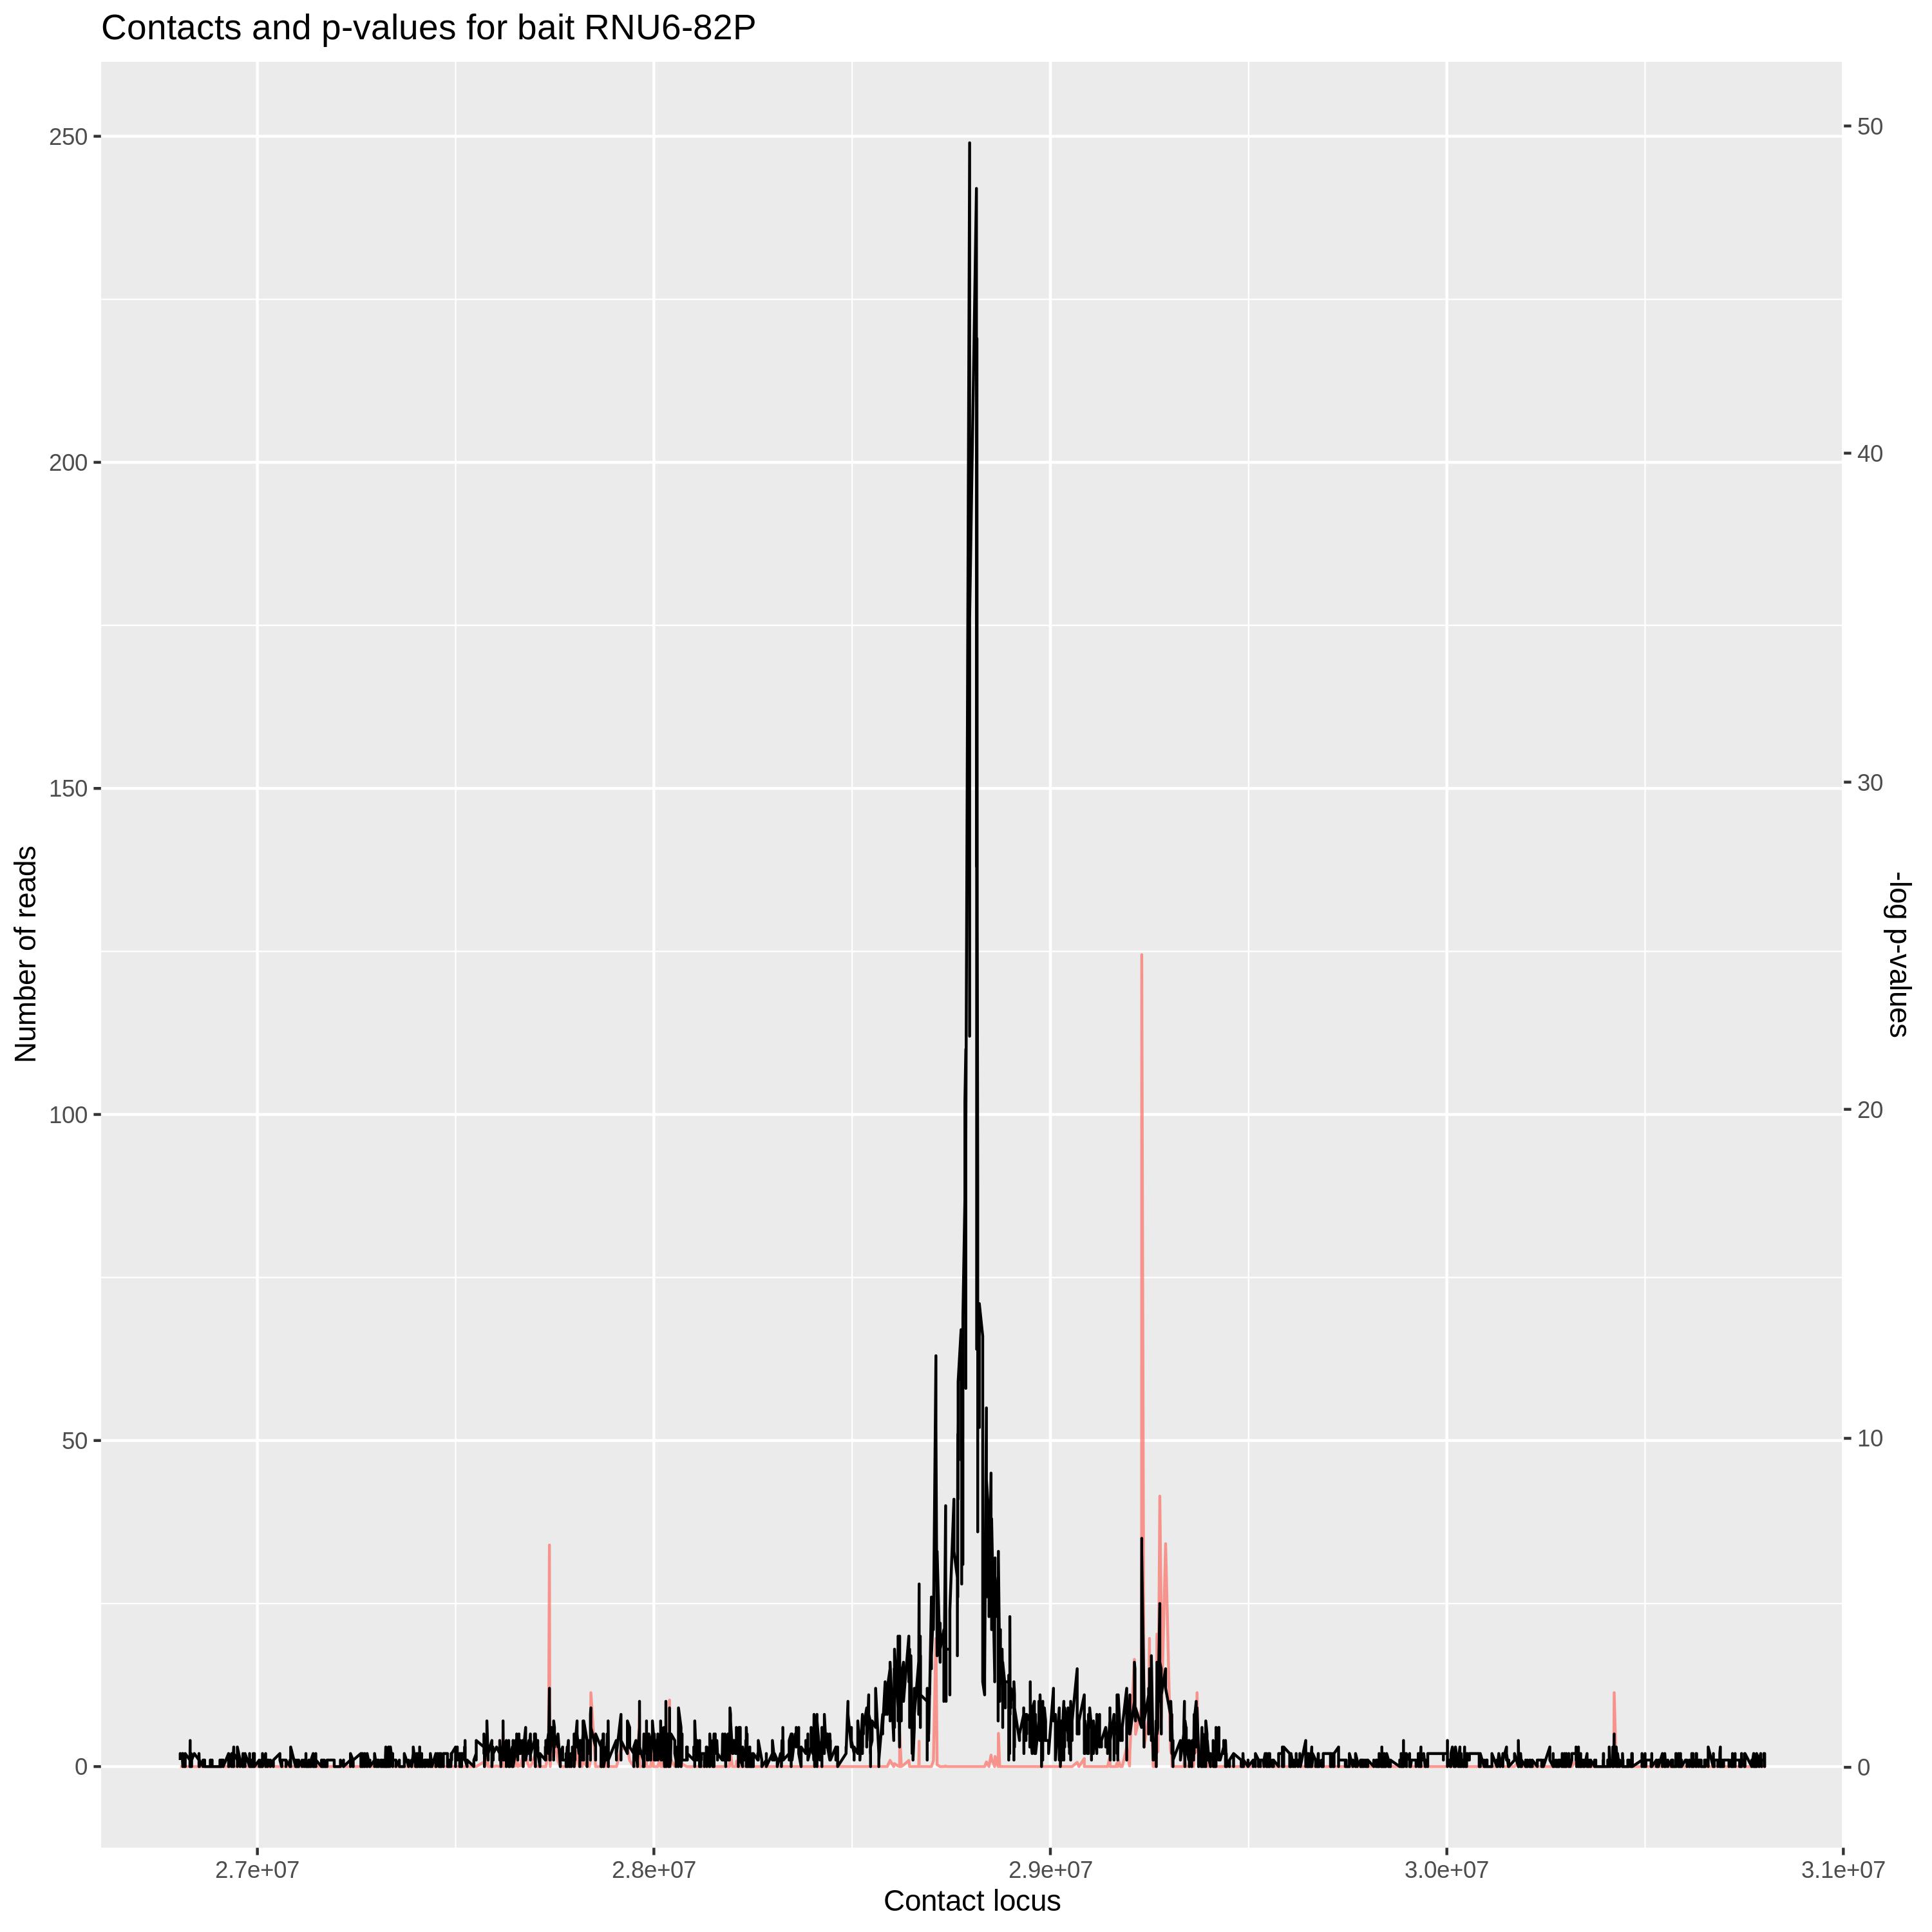 Contacts and p-values for bait RNU6-82P
250
200
150
100
50
0
Number of reads
50
40
30
20
10
0
-log p-values
2.7e+07
2.8e+07
2.9e+07
3.0e+07
3.1e+07
Contact locus